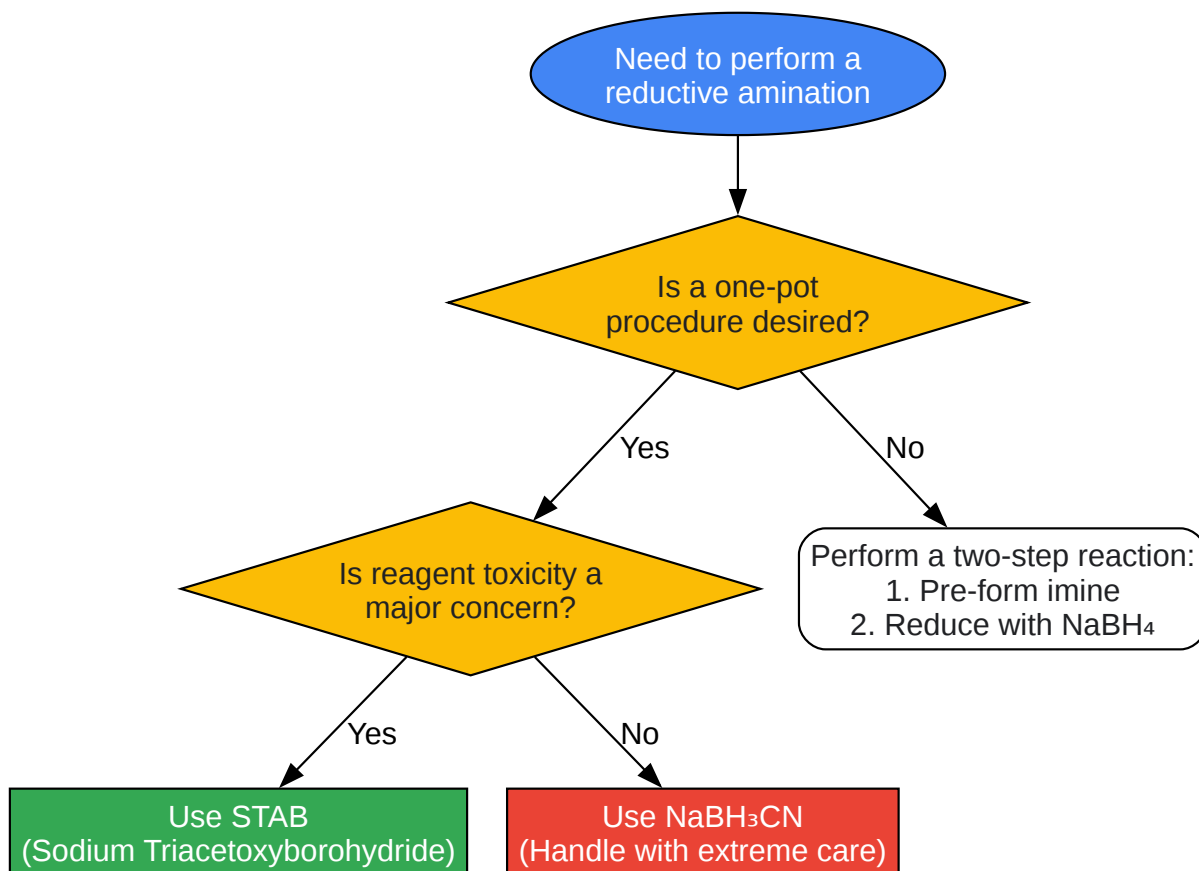 Need to perform a
reductive amination
Is a one-pot
procedure desired?
Yes
No
Is reagent toxicity a
major concern?
Perform a two-step reaction:
1. Pre-form imine
2. Reduce with NaBH₄
Yes
No
Use STAB
(Sodium Triacetoxyborohydride)
Use NaBH₃CN
(Handle with extreme care)